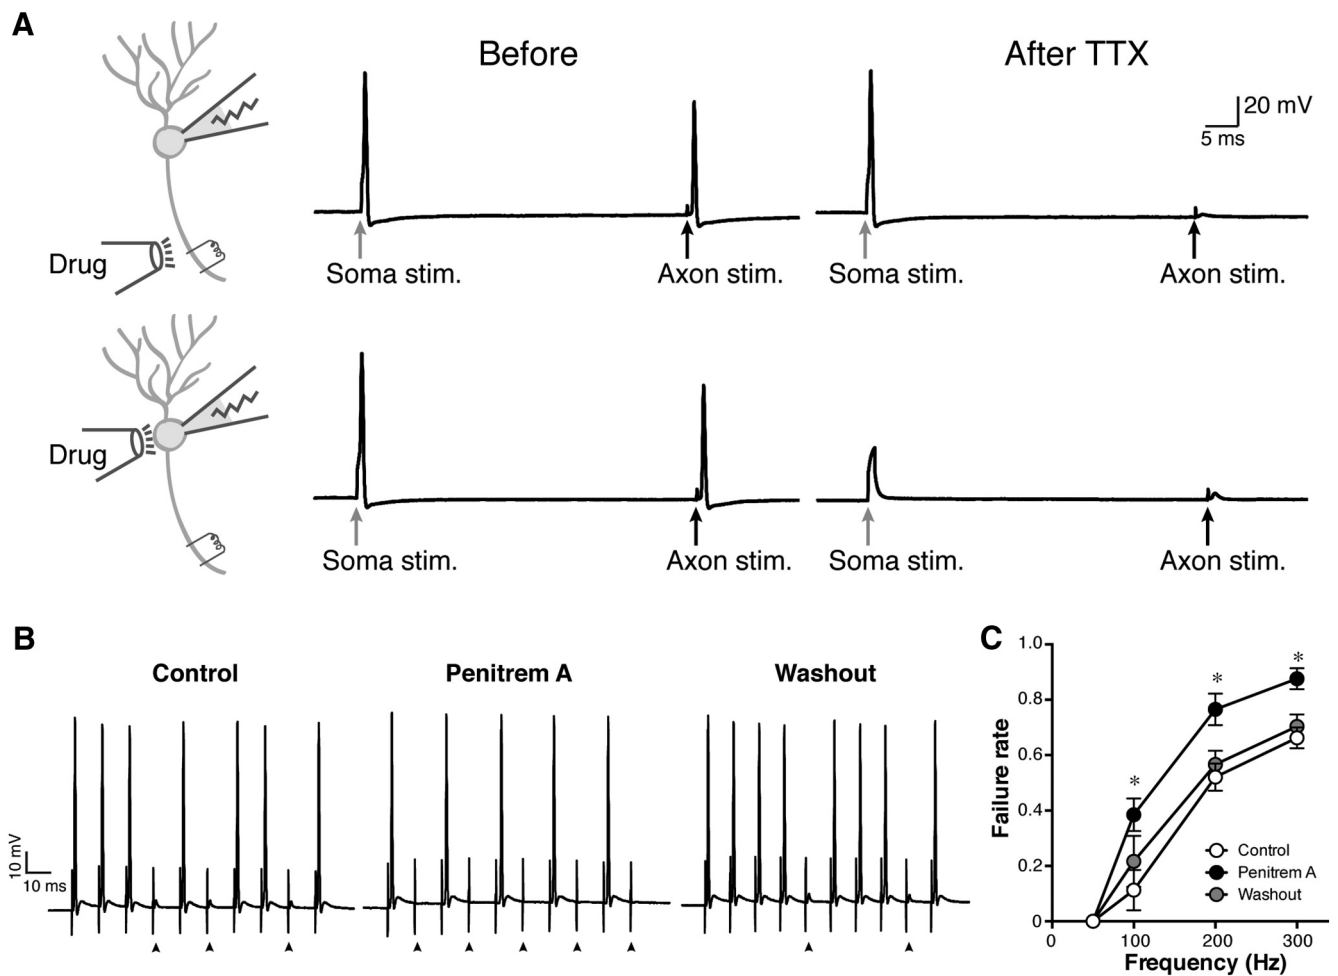 A
Before
After TTX
20 mV
5 ms
Drug
Soma stim.
Axon stim.
Soma stim.
Axon stim.
Drug
Soma stim.
Axon stim.
Soma stim.
Axon stim.
B
Control
Penitrem A
Washout
10 mV
10 ms
C
Failure rate
1.0
0.8
0.6
0.4
0.2
0
*
*
*
Control
Penitrem A
Washout
0
100
200
300
Frequency (Hz)